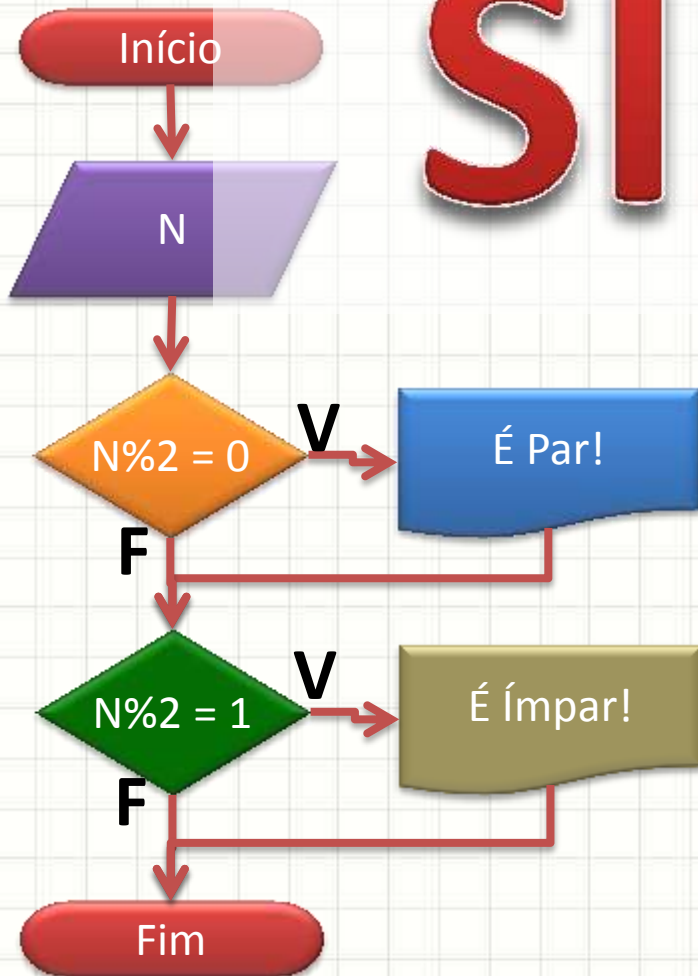 SI
Início
N
N%2 = 0
V
É Par!
F
N%2 = 1
V
É Ímpar!
F
Fim